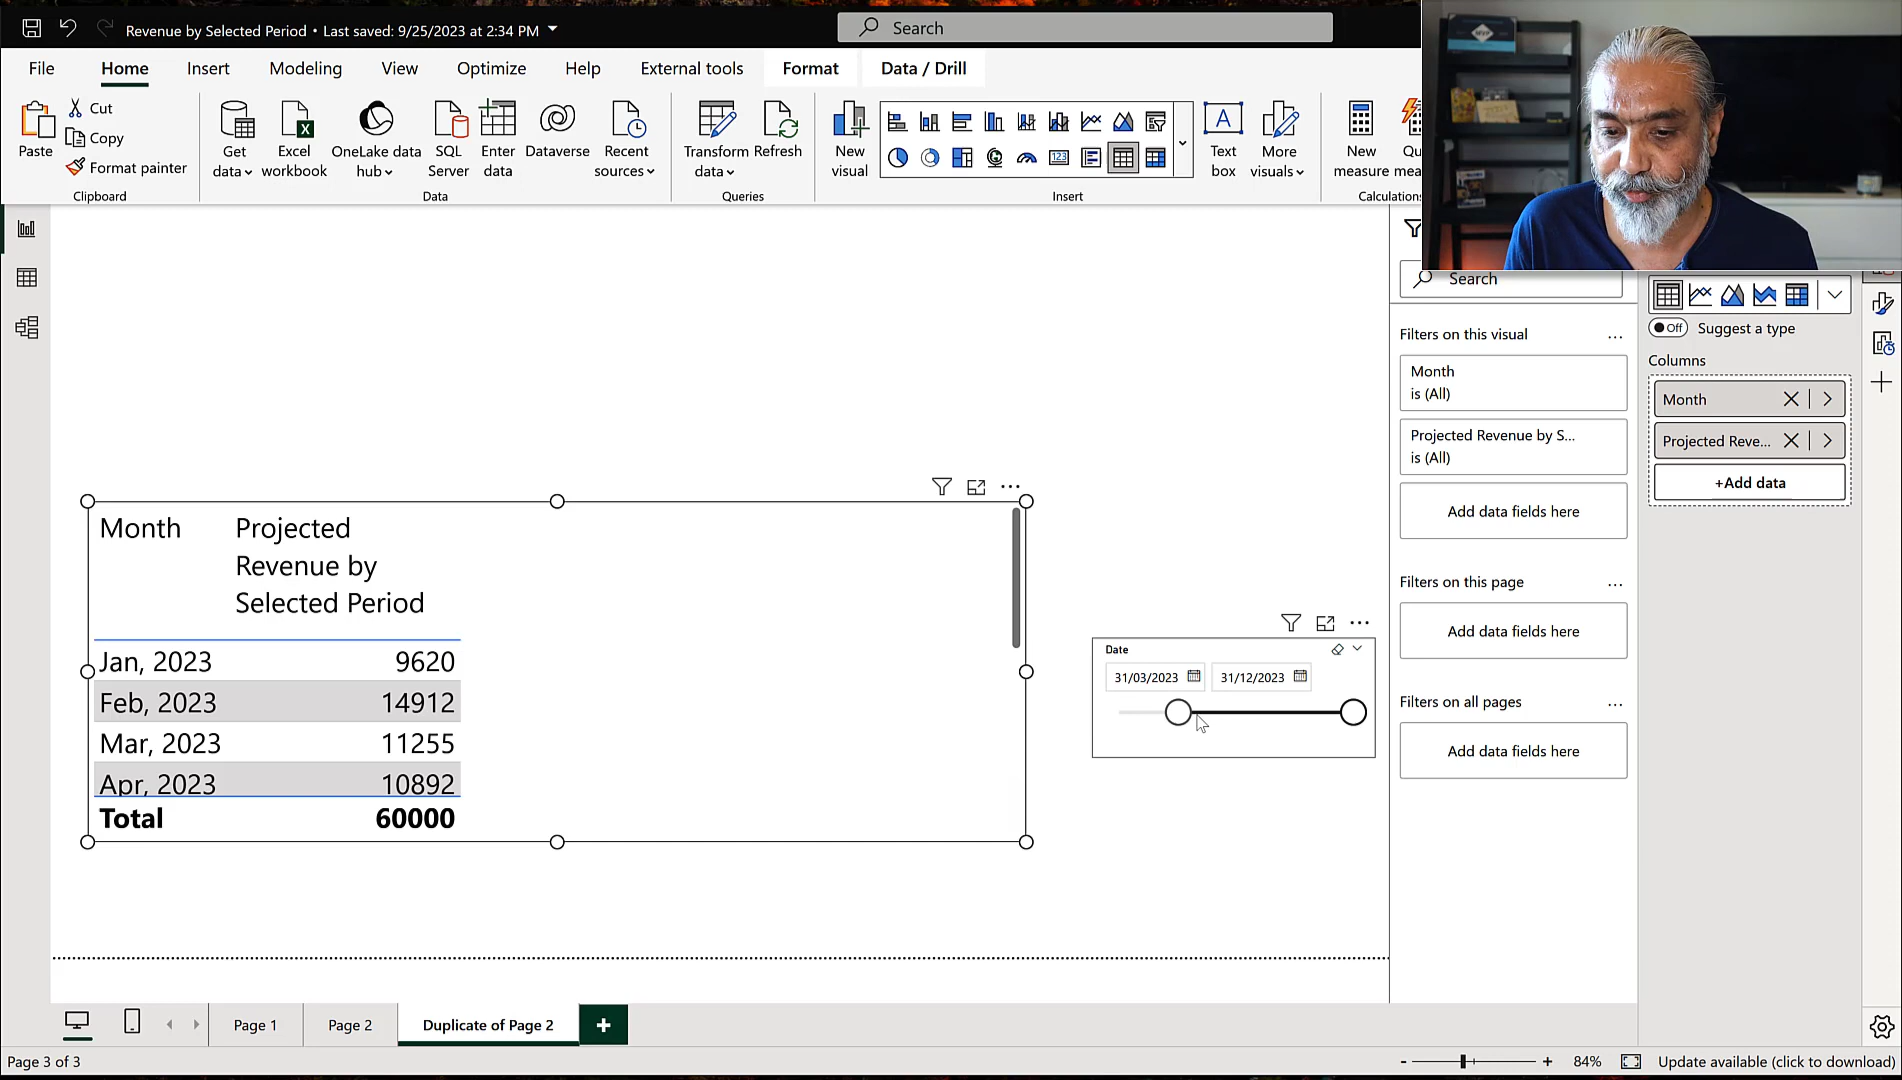 Revenue by Selected Period • Last saved: 9/25/2023 at 2:34 PM
Search
File
Home
Insert
Modeling
View
Optimize
Help
External tools
Format
Data / Drill
Paste
Cut
Copy
Format painter
Clipboard
Get data
Excel workbook
OneLake data hub
SQL Server
Enter data
Dataverse
Recent sources
Data
Transform data
Refresh
Queries
New visual
123
Text box
More visuals
Insert
New measure
Qu
mea
Calculation
Search
Filters on this visual
Month
is (All)
Projected Revenue by S...
is (All)
Add data fields here
Filters on this page
Add data fields here
Filters on all pages
Add data fields here
Off
Suggest a type
Columns
Month
Projected Reve...
+Add data
Month
Projected Revenue by Selected Period
Jan, 2023 9620
Feb, 2023 14912
Mar, 2023 11255
Apr, 2023 10892
Total 60000
Date
31/03/2023
31/12/2023
Page 1
Page 2
Duplicate of Page 2
Page 3 of 3
- +
84%
Update available (click to download)